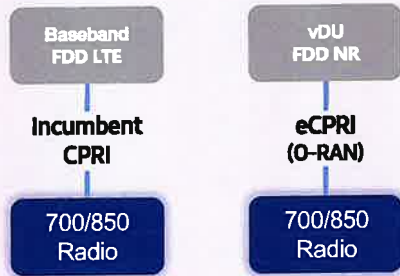 Baseband
FDD LTE
Incumbent
CPRI
700/850
Radio
vDU
FDD NR
eCPRI
(O-RAN)
700/850
Radio